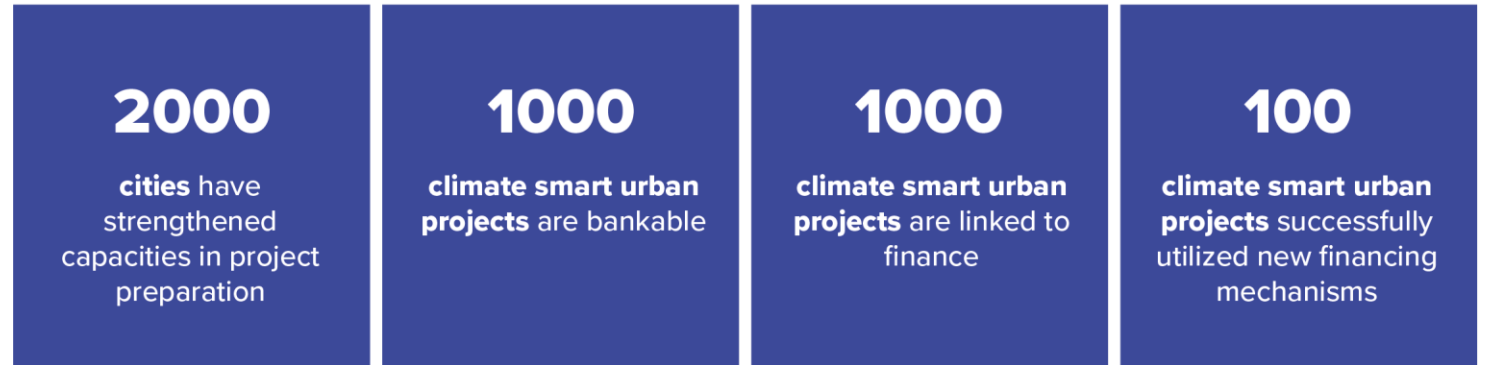 2000
cities have
strengthened
capacities in project
preparation
1000
climate smart urban
projects are bankable
1000
climate smart urban
projects are linked to
finance
100
climate smart urban
projects successfully
utilized new financing
mechanisms